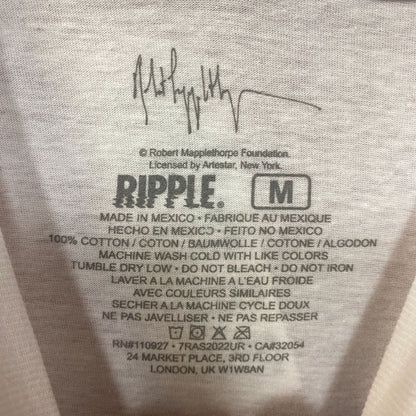 © Robert Mapplethorpe Foundation.
Licensed by Artestar, New York.
RIPPLE® M
MADE IN MEXICO • FABRIQUE AU MEXIQUE
HECHO EN MEXICO • FEITO NO MEXICO
100% COTTON / COTON / BAUMWOLLE / COTONE / ALGODON
MACHINE WASH COLD WITH LIKE COLORS
TUMBLE DRY LOW • DO NOT BLEACH • DO NOT IRON
LAVER A LA MACHINE A L'EAU FROIDE
AVEC COULEURS SIMILAIRES
SECHER A LA MACHINE CYCLE DOUX
NE PAS JAVELLISER • NE PAS REPASSER
RN#110927 • 7RAS2022UR • CA#32054
24 MARKET PLACE, 3RD FLOOR
LONDON, UK W1W8AN